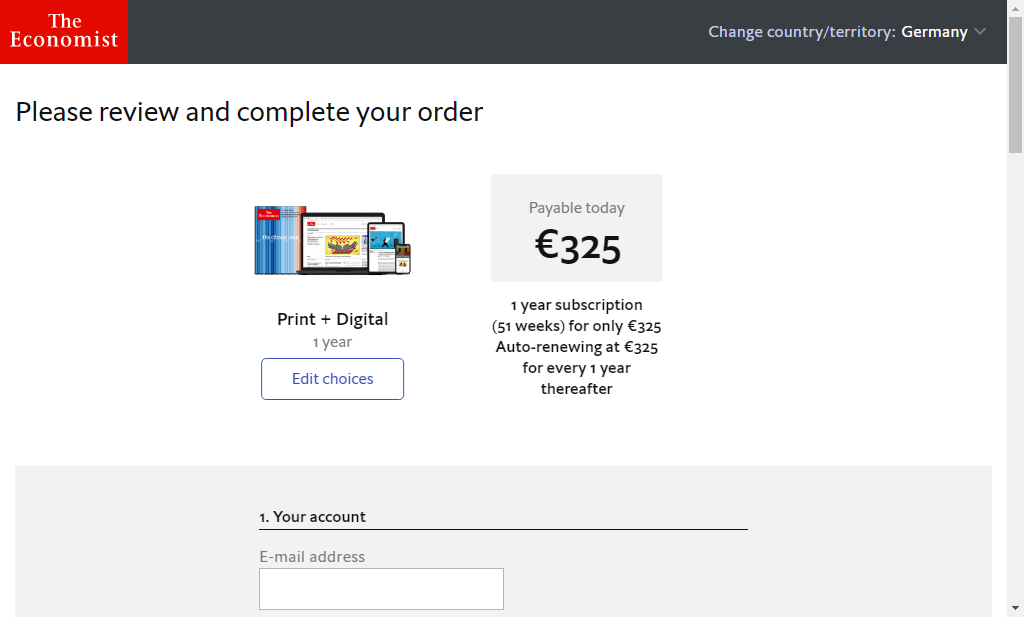 The
Economist
Change country/territory: Germany
Please review and complete your order
Payable today
€325
Print + Digital
1 year
Edit choices
1 year subscription
(51 weeks) for only €325
Auto-renewing at €325
for every 1 year
thereafter
1. Your account
E-mail address